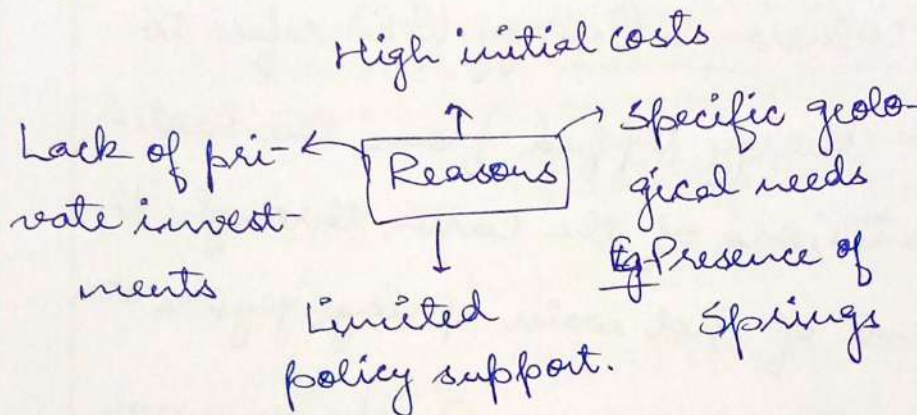 High initial costs
Lack of pri-
vate invest-
ments
Reasons
Specific geolo-
gical needs
Eg Presence of
Springs
Limited
policy support.